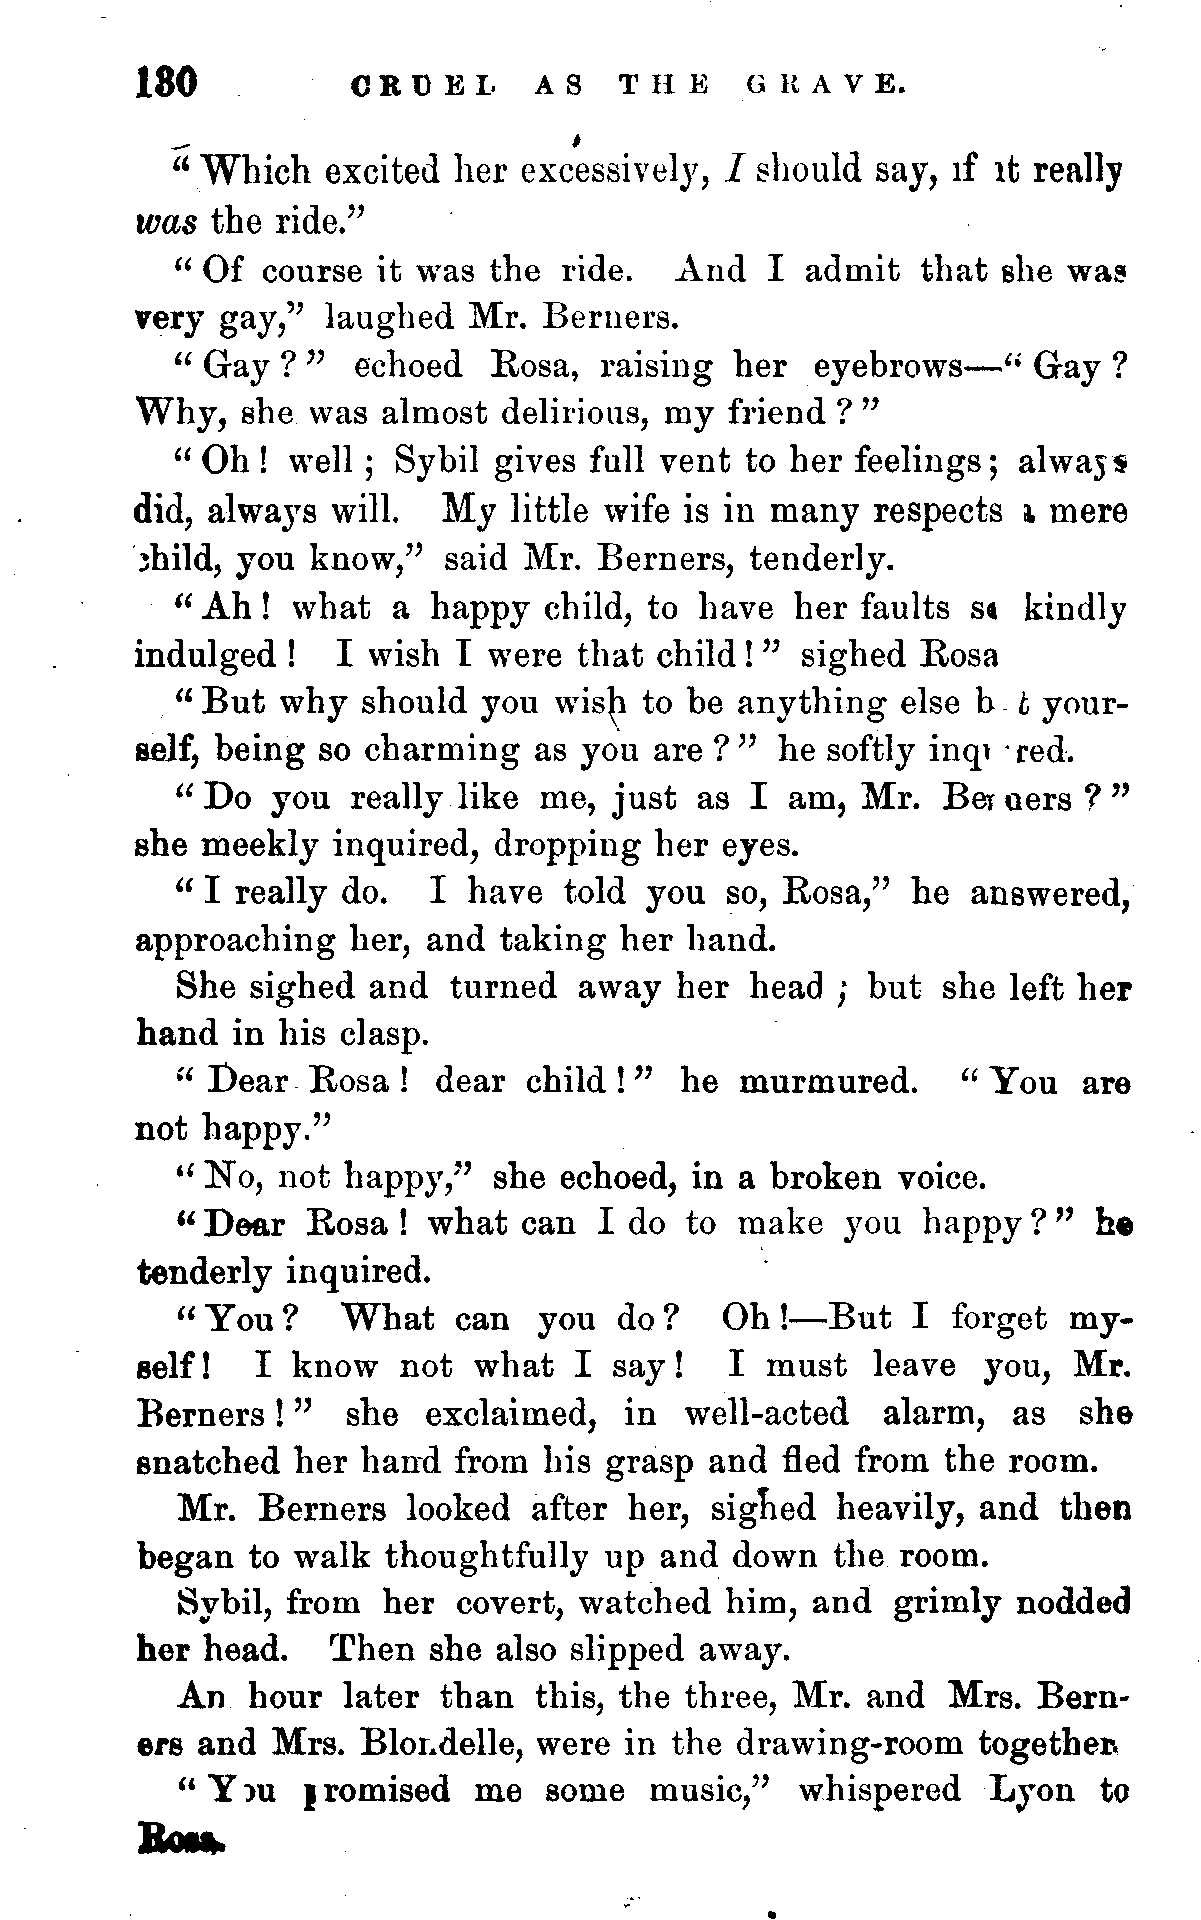 130 CRUEL AS THE GRAVE.
“Which excited her excessively, I should say, if it really
was the ride.”
“Of course it was the ride. And I admit that she was
very gay,” laughed Mr. Berners.
“Gay?” echoed Rosa, raising her eyebrows—“Gay?
Why, she was almost delirious, my friend?”
“Oh! well; Sybil gives full vent to her feelings; always
did, always will. My little wife is in many respects a mere
child, you know,” said Mr. Berners, tenderly.
“Ah! what a happy child, to have her faults so kindly
indulged! I wish I were that child!” sighed Rosa
“But why should you wish to be anything else but your-
self, being so charming as you are?” he softly inquired.
“Do you really like me, just as I am, Mr. Berners?”
she meekly inquired, dropping her eyes.
“I really do. I have told you so, Rosa,” he answered,
approaching her, and taking her hand.
She sighed and turned away her head; but she left her
hand in his clasp.
“Dear Rosa! dear child!” he murmured. “You are
not happy.”
“No, not happy,” she echoed, in a broken voice.
“Dear Rosa! what can I do to make you happy?” he
tenderly inquired.
“You? What can you do? Oh!—But I forget my-
self! I know not what I say! I must leave you, Mr.
Berners!” she exclaimed, in well-acted alarm, as she
snatched her hand from his grasp and fled from the room.
Mr. Berners looked after her, sighed heavily, and then
began to walk thoughtfully up and down the room.
Sybil, from her covert, watched him, and grimly nodded
her head. Then she also slipped away.
An hour later than this, the three, Mr. and Mrs. Bern-
ers and Mrs. Blondelle, were in the drawing-room together.
“You promised me some music,” whispered Lyon to
Rosa.